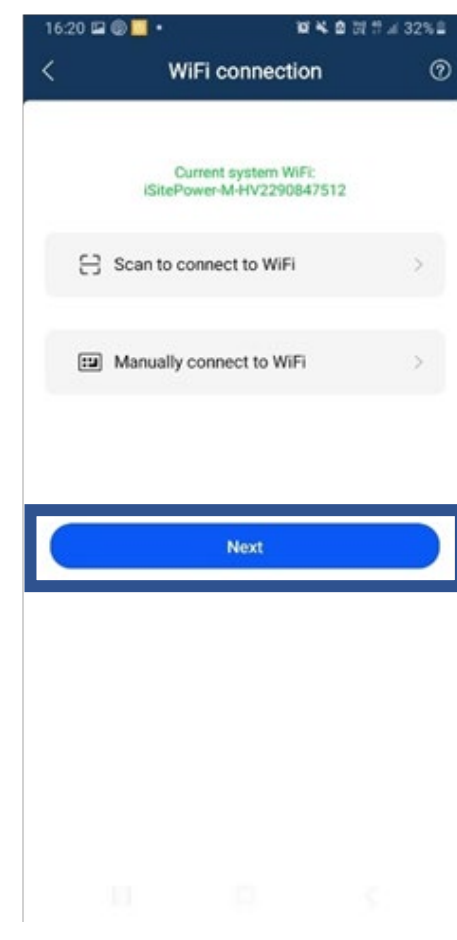 16:20 32%
WiFi connection
Current system WiFi:
iSitePower-M-HV2290847512
Scan to connect to WiFi
Manually connect to WiFi
Next